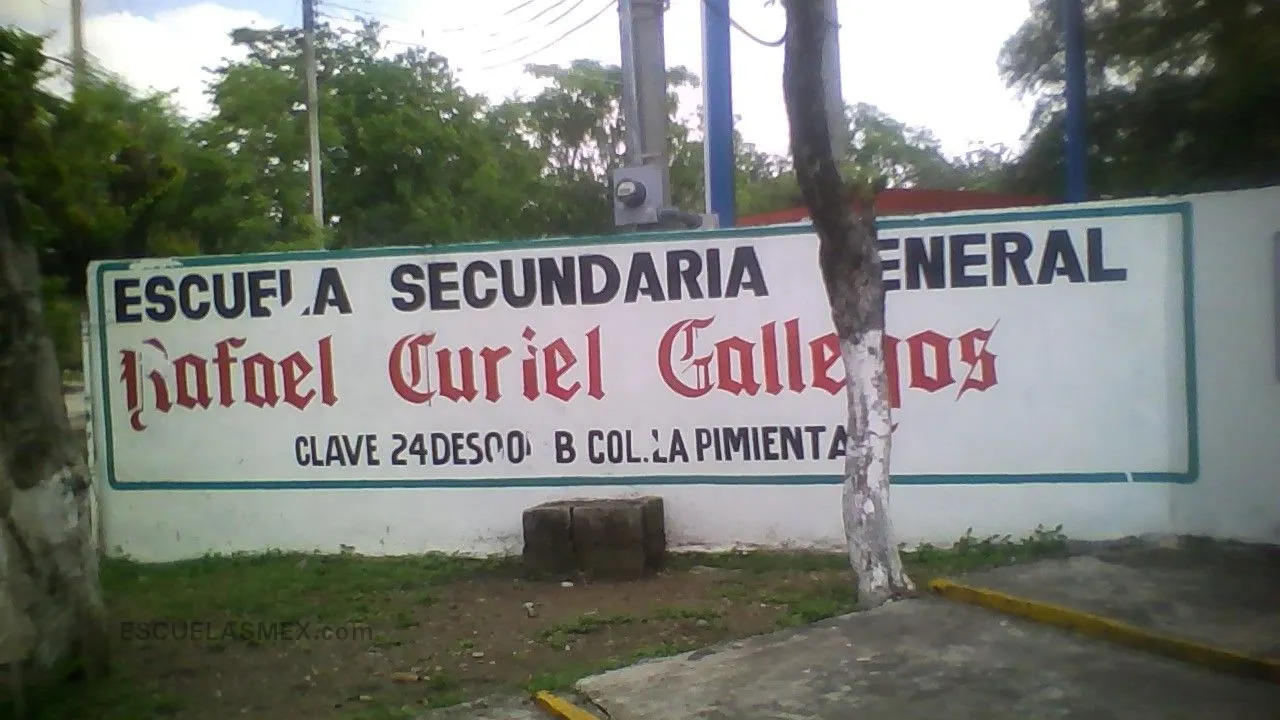 ESCUELA SECUNDARIA GENERAL
Rafael Curiel Gallegos
CLAVE B COL. LA PIMIENTA
ESCUELASMEX.com